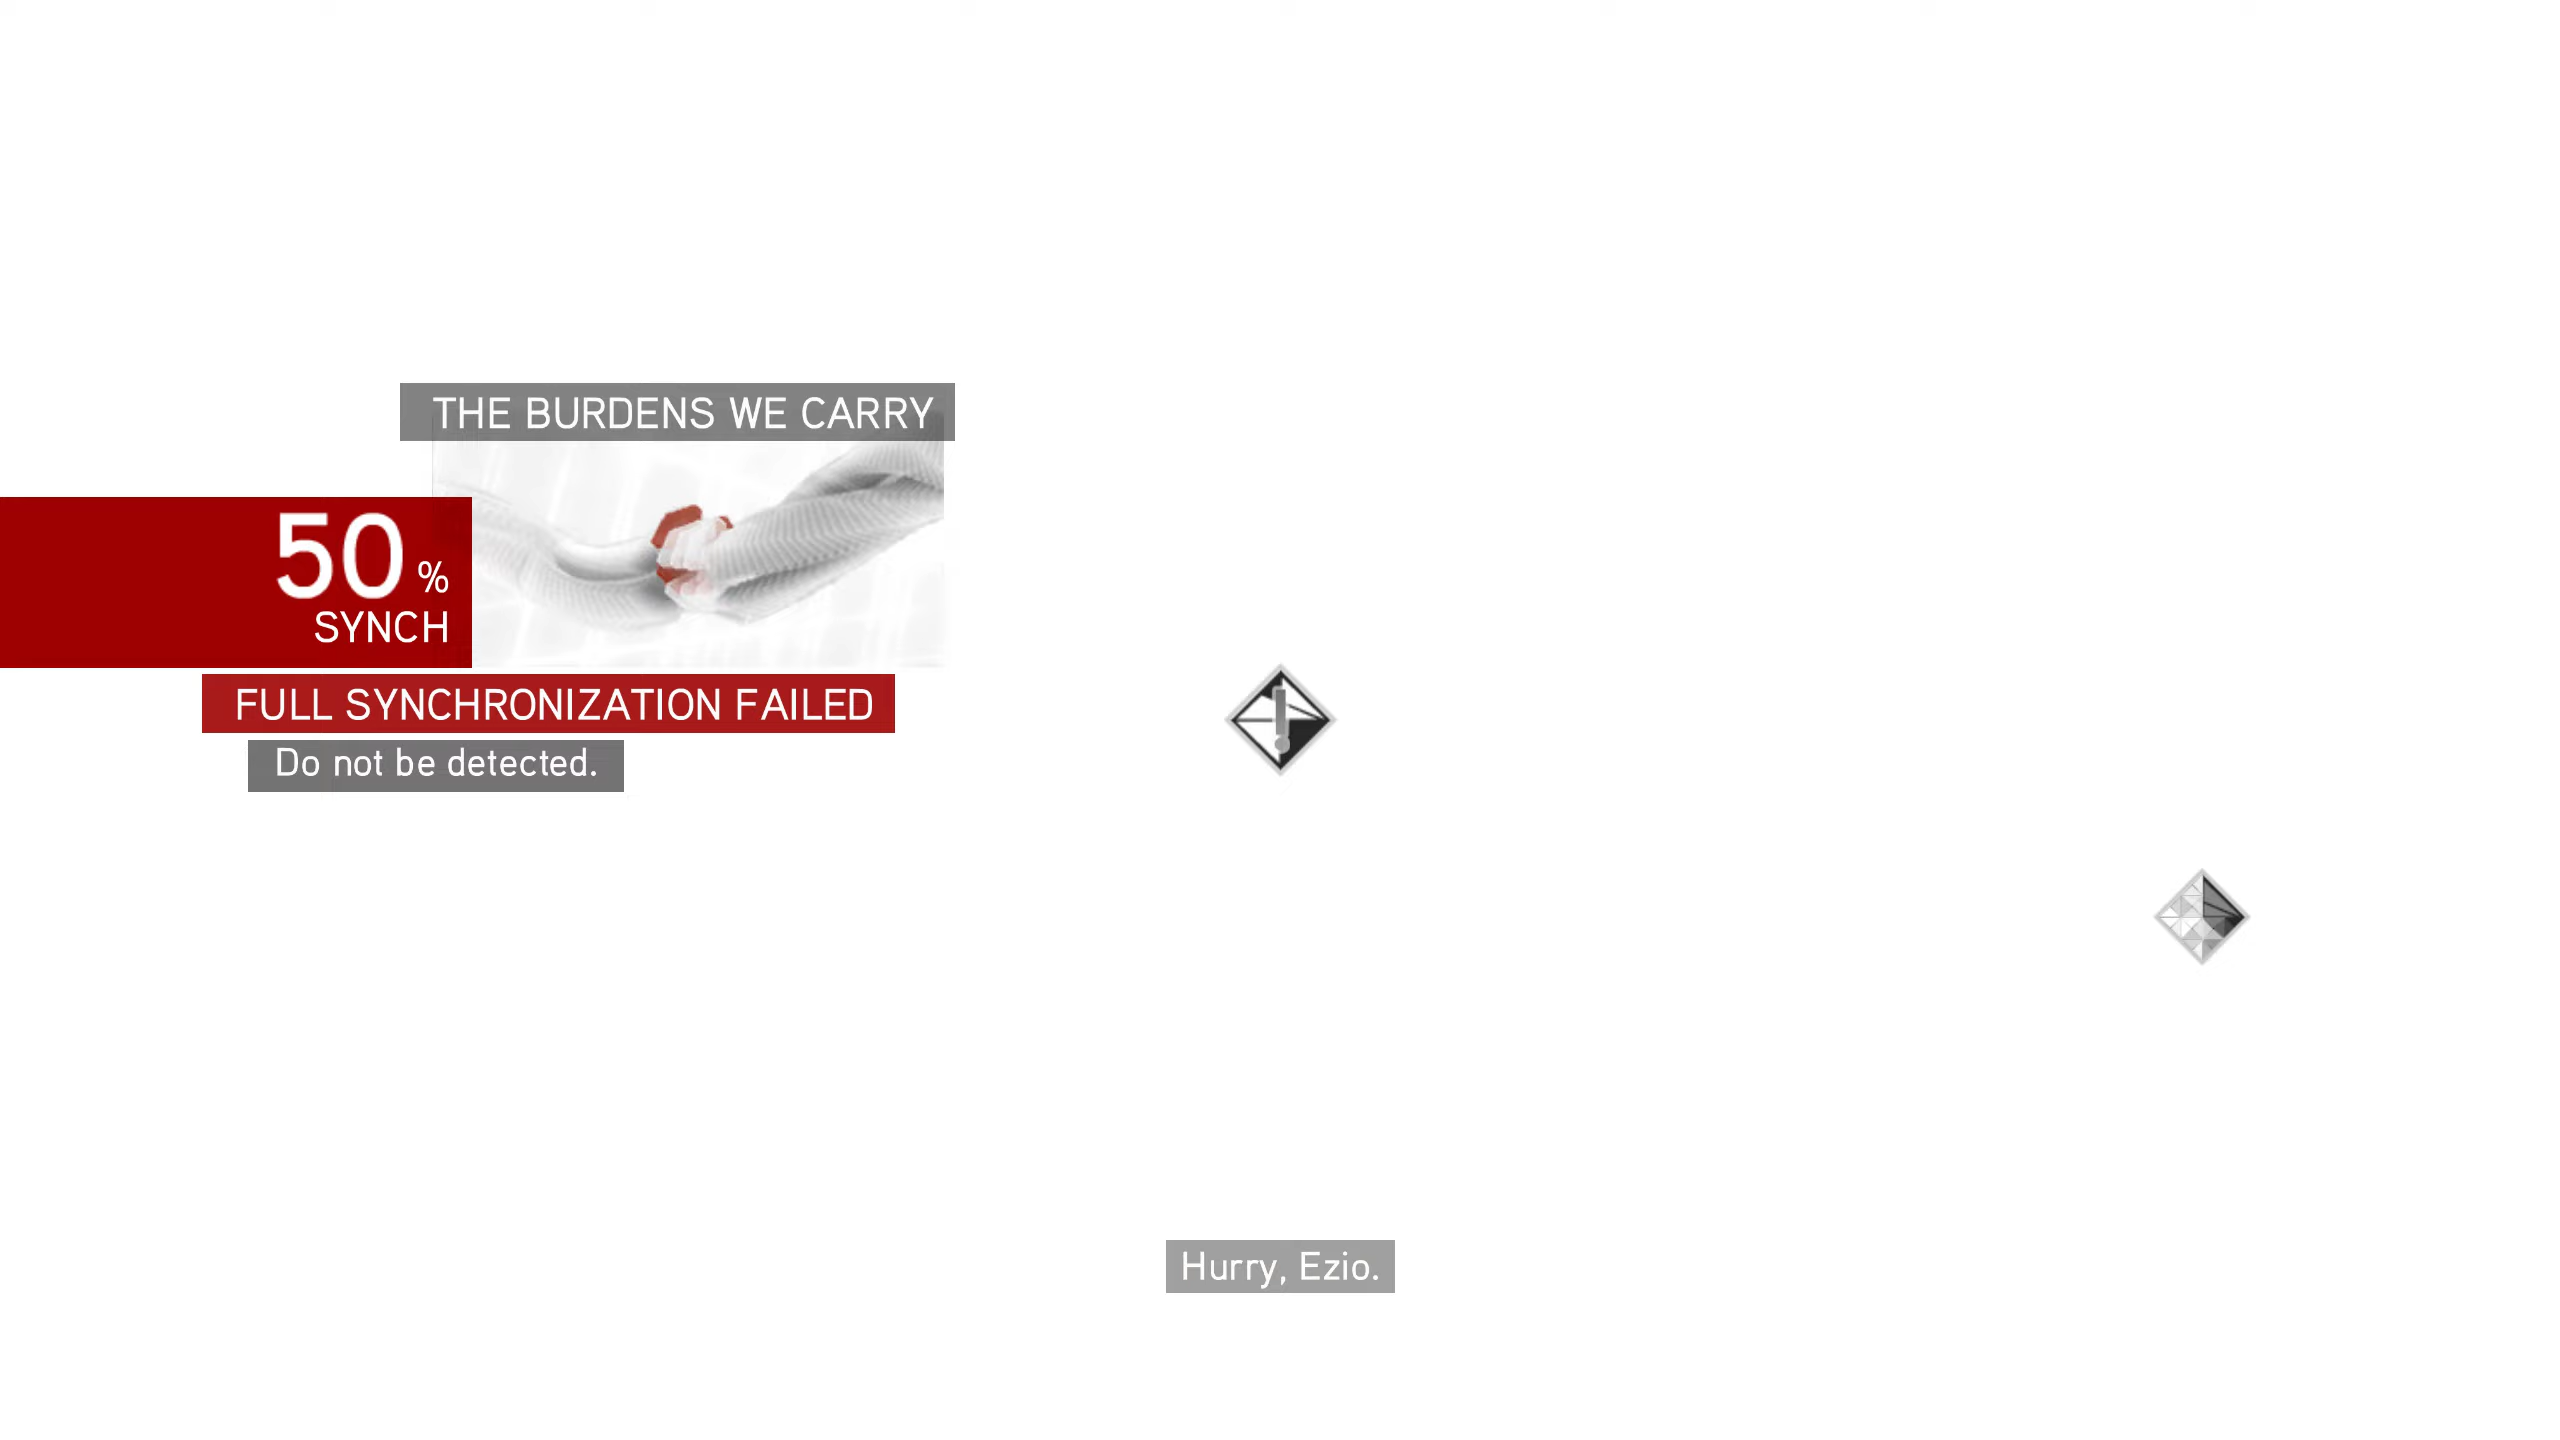 THE BURDENS WE CARRY
50 %
SYNCH
FULL SYNCHRONIZATION FAILED
Do not be detected.
Hurry, Ezio.